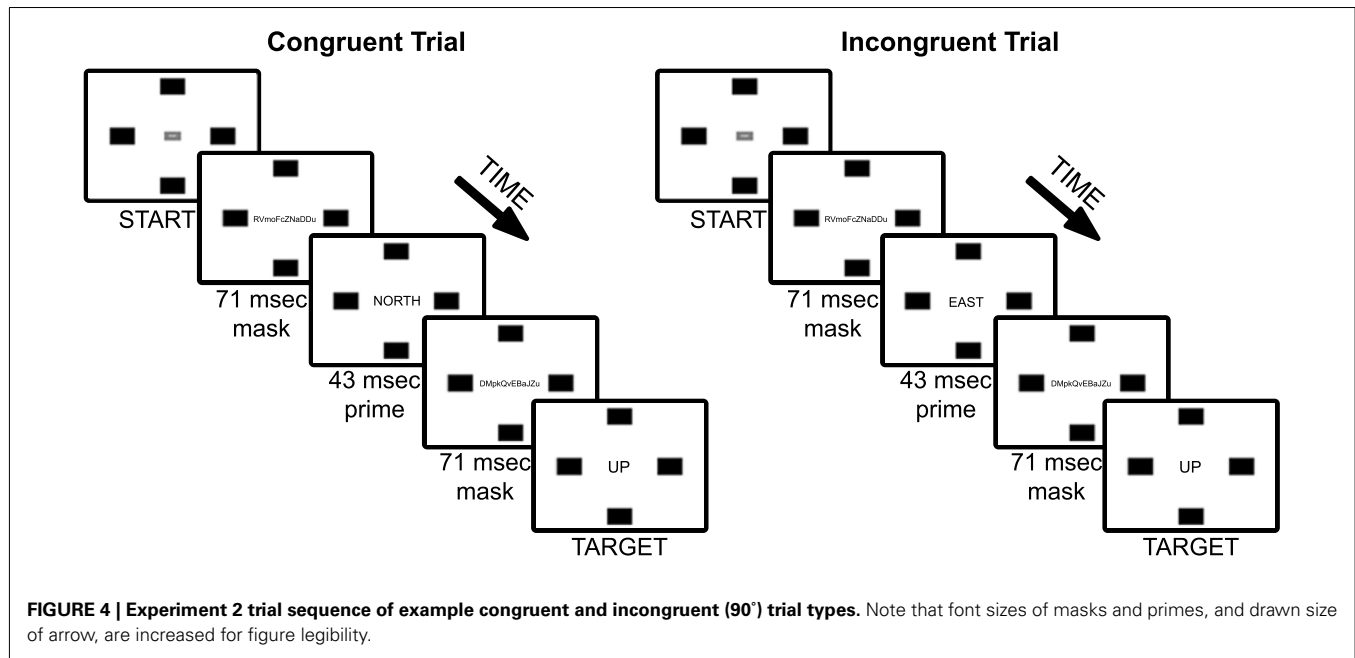 Congruent Trial
START
RVmoFcZNaDDu
71 msec
mask
TIME
NORTH
43 msec
prime
DMpkQvEBaJZu
71 msec
mask
UP
TARGET
Incongruent Trial
START
RVmoFcZNaDDu
71 msec
mask
TIME
EAST
43 msec
prime
DMpkQvEBaJZu
71 msec
mask
UP
TARGET
FIGURE 4 | Experiment 2 trial sequence of example congruent and incongruent (90˚) trial types. Note that font sizes of masks and primes, and drawn size
of arrow, are increased for figure legibility.